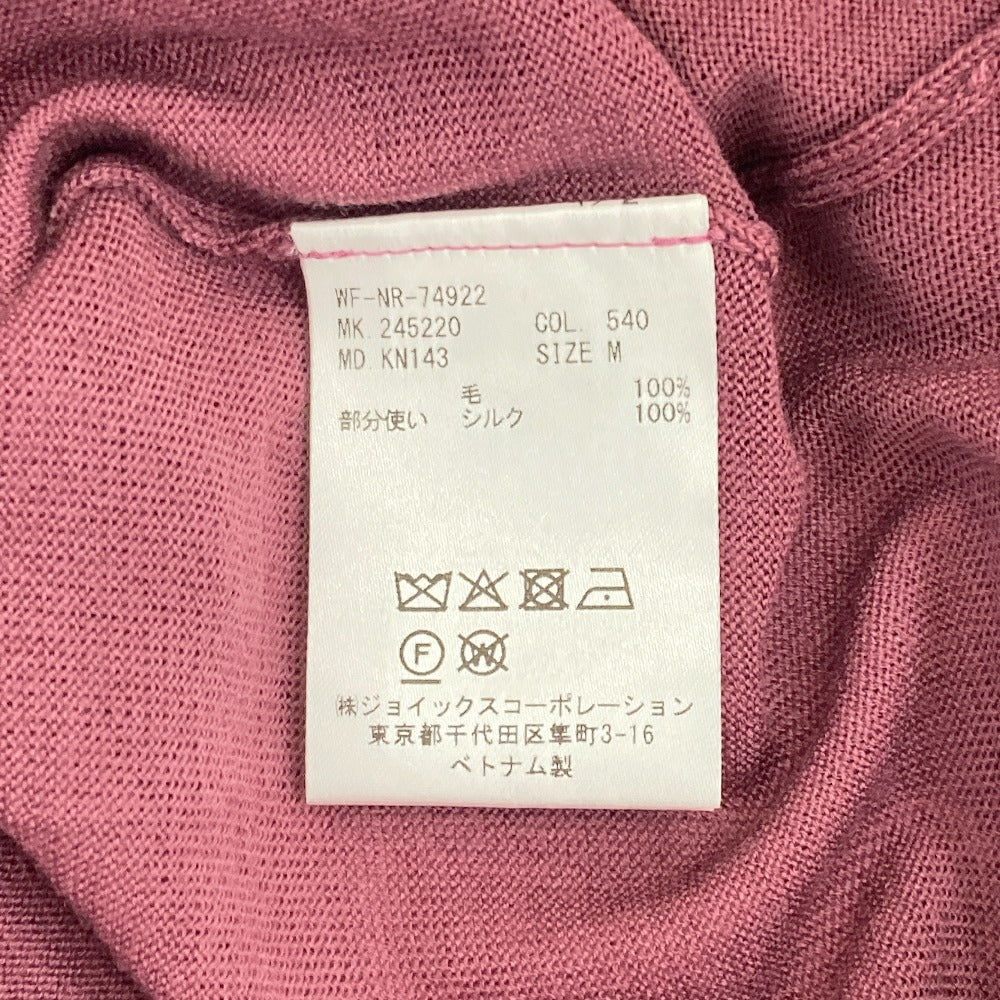 WF-NR-74922
MK. 245220 COL. 540
MD. KN143 SIZE M
毛 100%
部分使い シルク 100%
F
W
㈱ジョイックスコーポレーション
東京都千代田区隼町3-16
ベトナム製